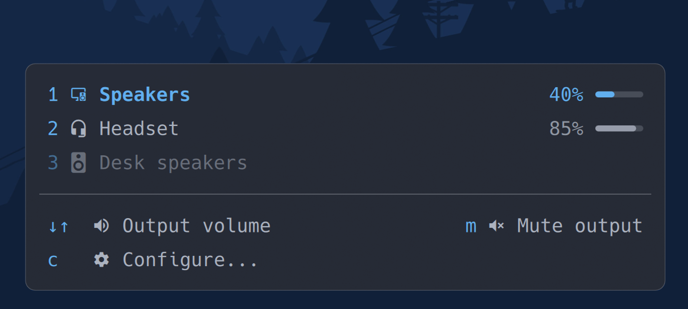 1 Speakers 40%
2 Headset 85%
3 Desk speakers
↓↑ Output volume m Mute output
c Configure...